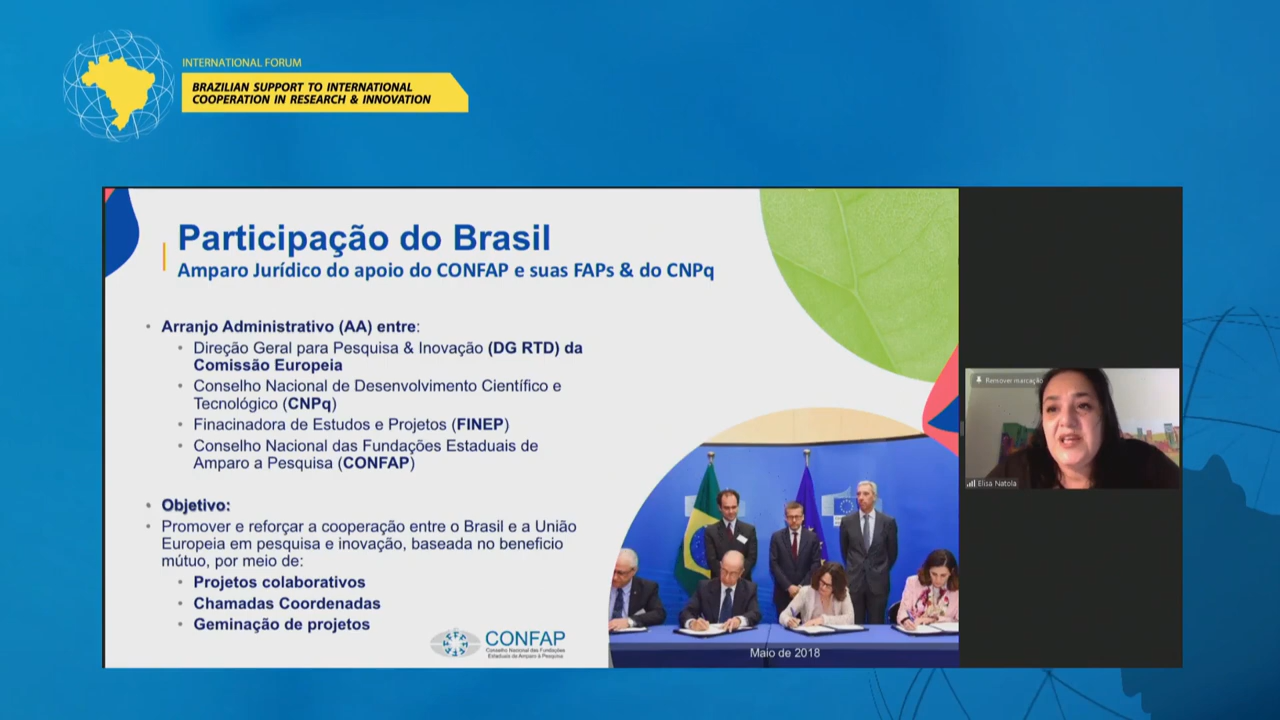 INTERNATIONAL FORUM
BRAZILIAN SUPPORT TO INTERNATIONAL
COOPERATION IN RESEARCH & INNOVATION
Participação do Brasil
Amparo Jurídico do apoio do CONFAP e suas FAPs & do CNPq
• Arranjo Administrativo (AA) entre:
• Direção Geral para Pesquisa & Inovação (DG RTD) da
Comissão Europeia
• Conselho Nacional de Desenvolvimento Científico e
Tecnológico (CNPq)
• Finacinadora de Estudos e Projetos (FINEP)
• Conselho Nacional das Fundações Estaduais de
Amparo a Pesquisa (CONFAP)
• Objetivo:
• Promover e reforçar a cooperação entre o Brasil e a União
Europeia em pesquisa e inovação, baseada no beneficio
mútuo, por meio de:
• Projetos colaborativos
• Chamadas Coordenadas
• Geminação de projetos
CONFAP
Conselho Nacional das Fundações
Estaduais de Amparo à Pesquisa
Maio de 2018
Remover marcação
Elisa Natola